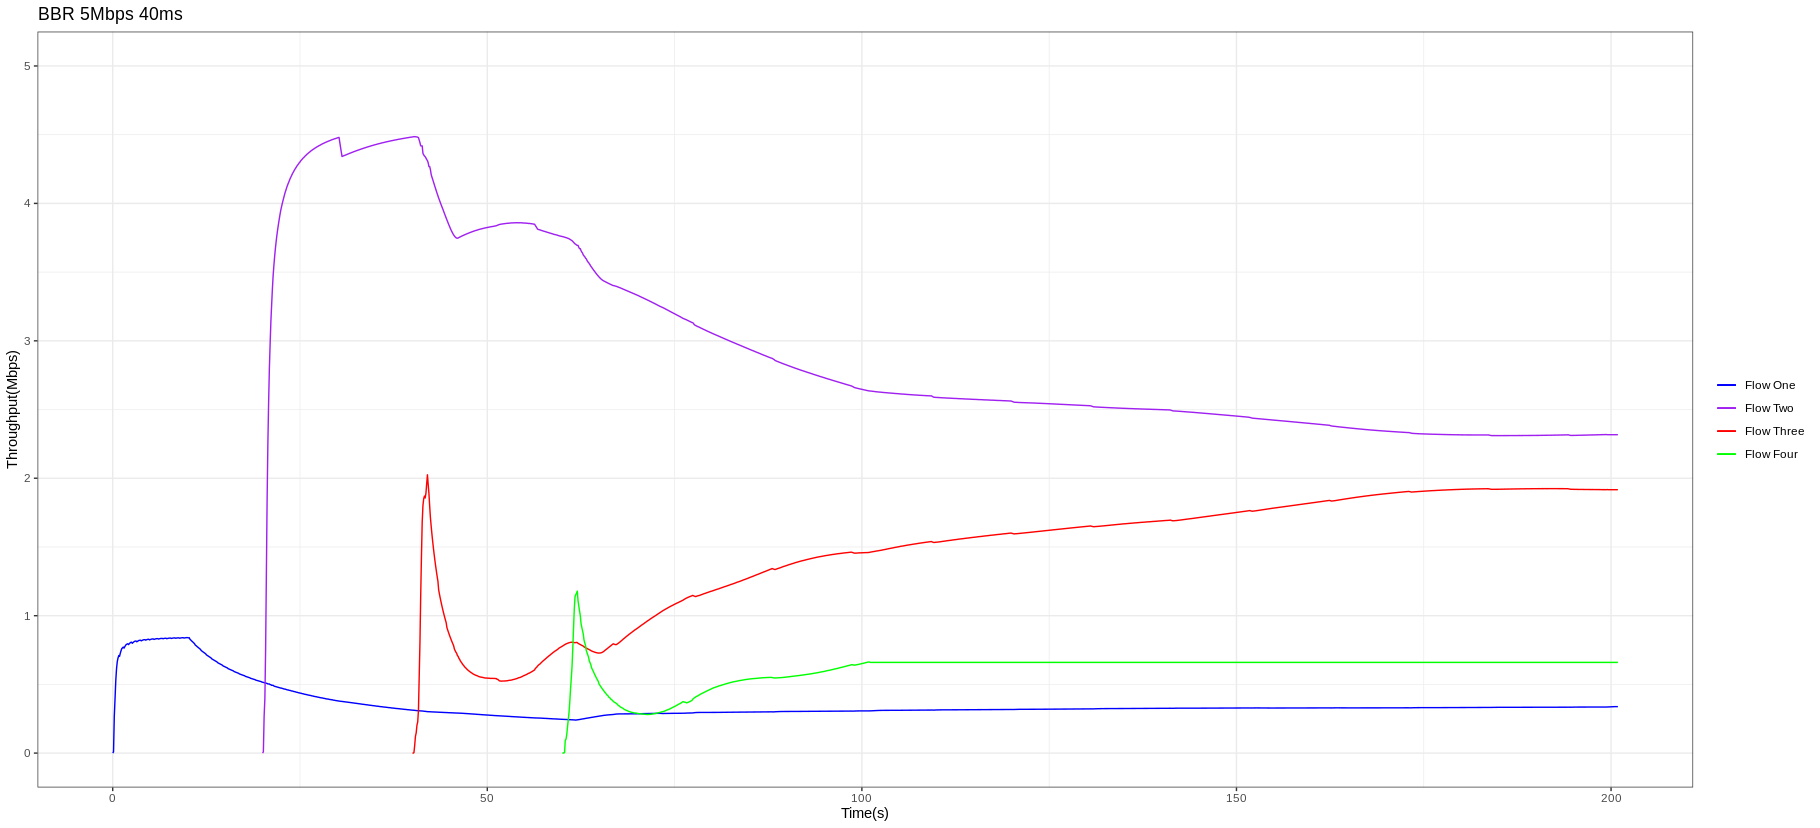 BBR 5Mbps 40ms
5
4
3
2
1
0
Throughput(Mbps)
0 50 100 150 200
Time(s)
Flow One
Flow Two
Flow Three
Flow Four